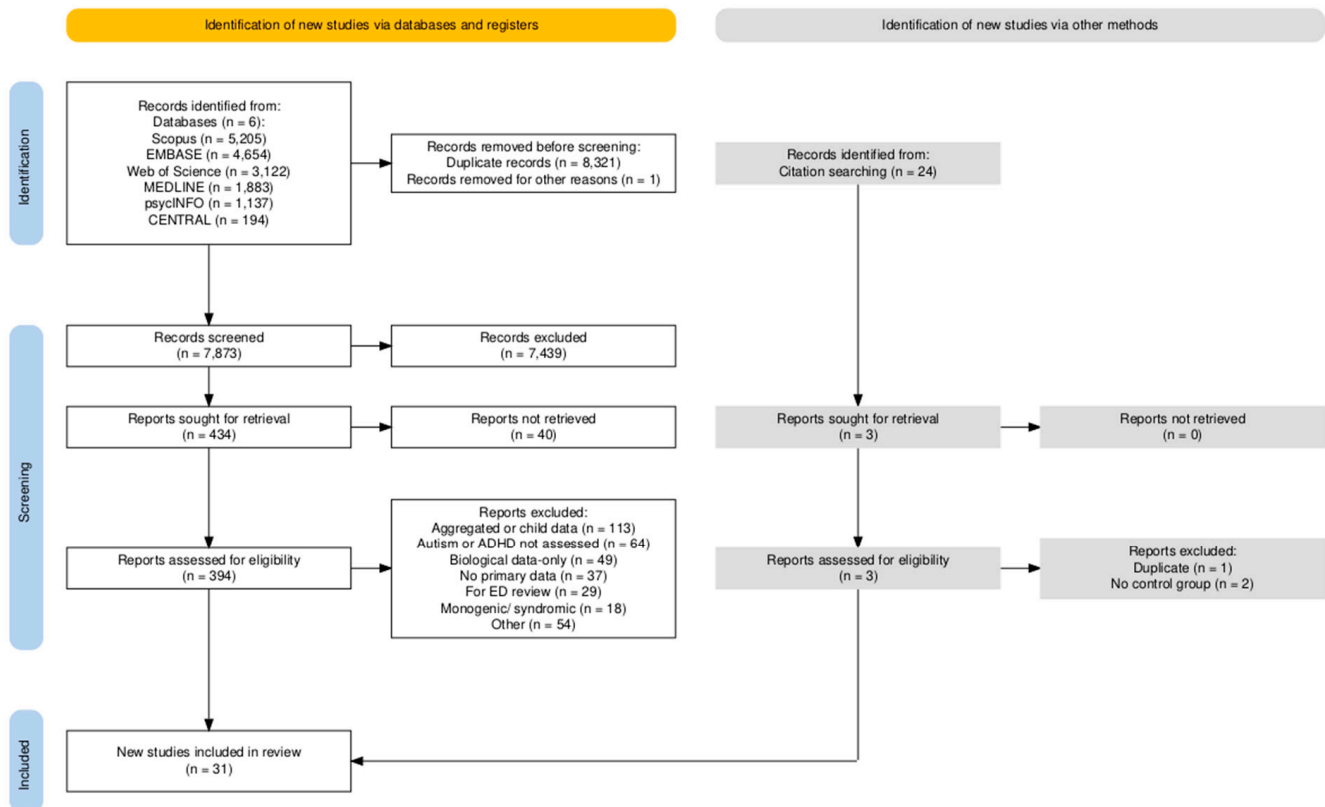 Identification of new studies via databases and registers
Identification of new studies via other methods
Identification
Records identified from:
Databases (n = 6):
Scopus (n = 5,205)
EMBASE (n = 4,654)
Web of Science (n = 3,122)
MEDLINE (n = 1,883)
psycINFO (n = 1,137)
CENTRAL (n = 194)
Records removed before screening:
Duplicate records (n = 8,321)
Records removed for other reasons (n = 1)
Records identified from:
Citation searching (n = 24)
Screening
Records screened
(n = 7,873)
Records excluded
(n = 7,439)
Reports sought for retrieval
(n = 434)
Reports not retrieved
(n = 40)
Reports sought for retrieval
(n = 3)
Reports not retrieved
(n = 0)
Reports assessed for eligibility
(n = 394)
Reports excluded:
Aggregated or child data (n = 113)
Autism or ADHD not assessed (n = 64)
Biological data-only (n = 49)
No primary data (n = 37)
For ED review (n = 29)
Monogenic/ syndromic (n = 18)
Other (n = 54)
Reports assessed for eligibility
(n = 3)
Reports excluded:
Duplicate (n = 1)
No control group (n = 2)
Included
New studies included in review
(n = 31)